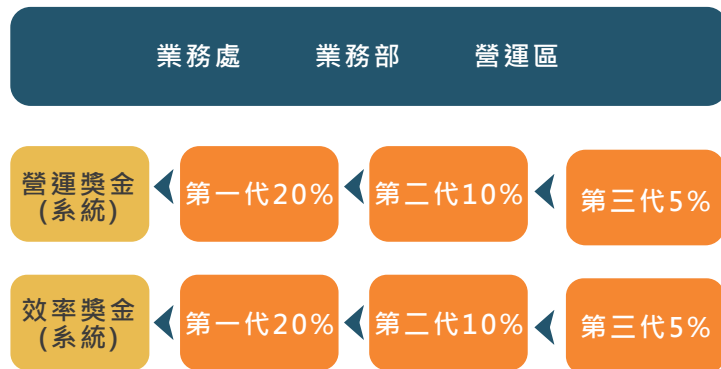 業務處 業務部 營運區
營運獎金
(系統)
第一代20%
第二代10%
第三代5%
效率獎金
(系統)
第一代20%
第二代10%
第三代5%